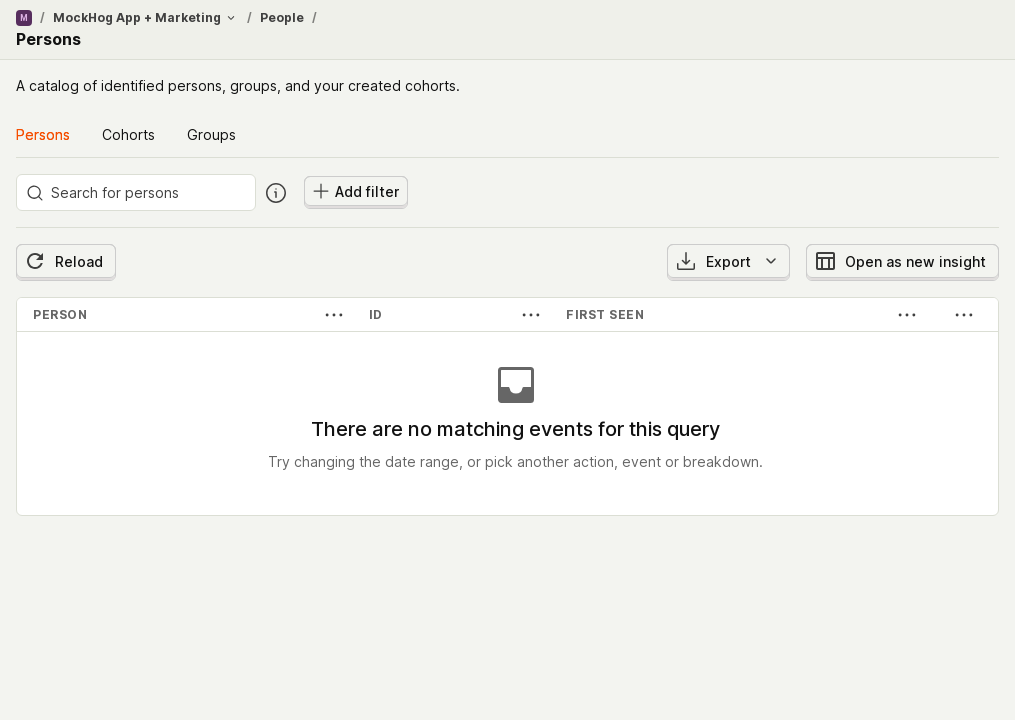 M / MockHog App + Marketing / People /
Persons
A catalog of identified persons, groups, and your created cohorts.
Persons Cohorts Groups
Search for persons Add filter
Reload Export Open as new insight
PERSON ID FIRST SEEN
There are no matching events for this query
Try changing the date range, or pick another action, event or breakdown.